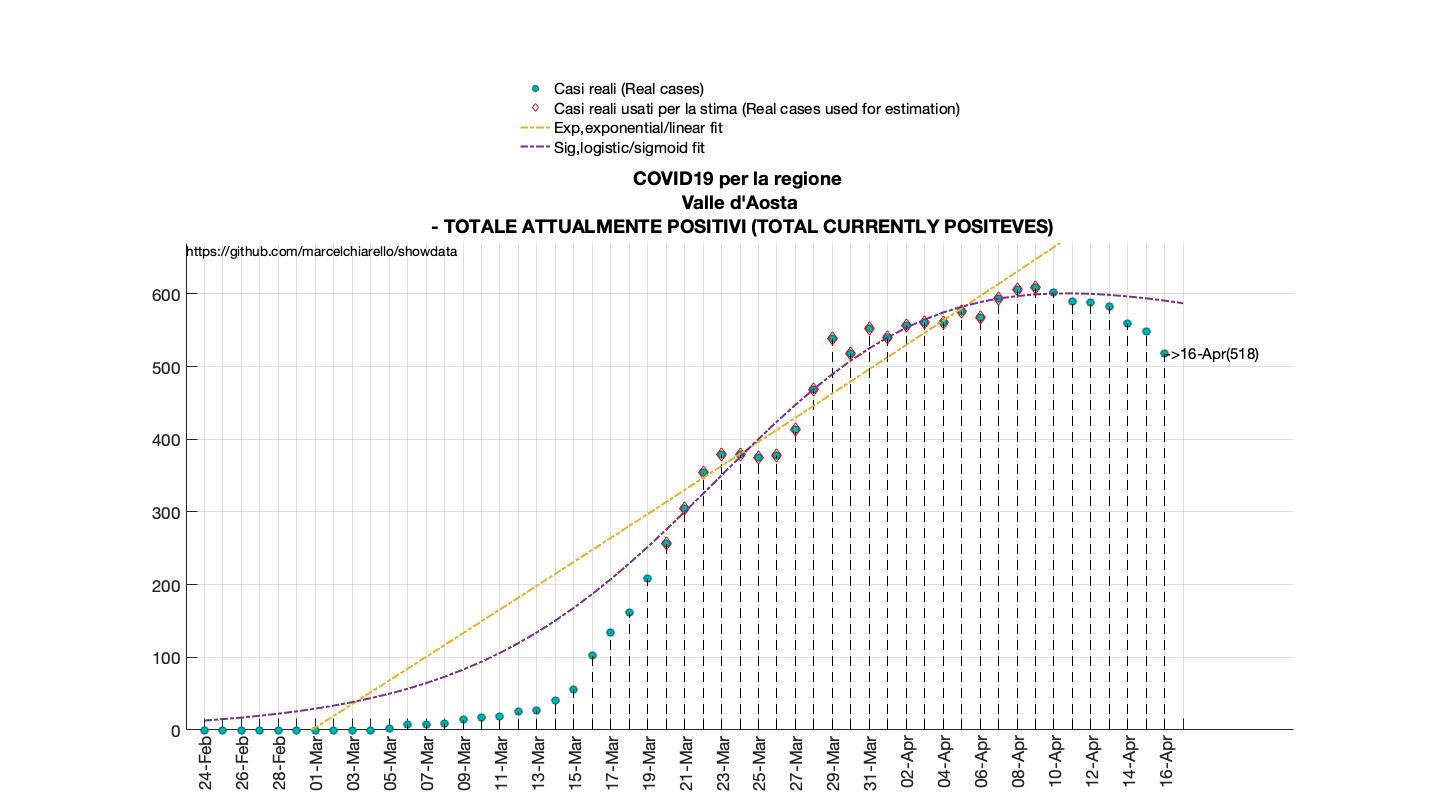 Casi reali (Real cases)
Casi reali usati per la stima (Real cases used for estimation)
Exp,exponential/linear fit
Sig,logistic/sigmoid fit
COVID19 per la regione
Valle d'Aosta
- TOTALE ATTUALMENTE POSITIVI (TOTAL CURRENTLY POSITEVES)
https://github.com/marcelchiarello/showdata
600
500
400
300
200
100
0
->16-Apr(518)
24-Feb
26-Feb
28-Feb
01-Mar
03-Mar
05-Mar
07-Mar
09-Mar
11-Mar
13-Mar
15-Mar
17-Mar
19-Mar
21-Mar
23-Mar
25-Mar
27-Mar
29-Mar
31-Mar
02-Apr
04-Apr
06-Apr
08-Apr
10-Apr
12-Apr
14-Apr
16-Apr